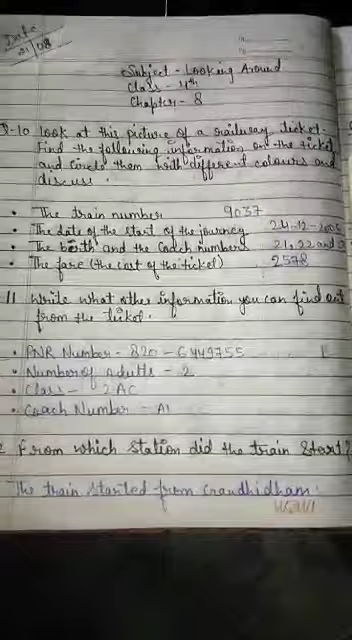 Date
21/08
Subject - Looking Around
Class - 4th
Chapter - 8
Q-10 Look at this picture of a railway ticket.
Find the following information on the ticket
and circle them with different colours and
discuss.
• The train number 9037
• The date of the start of the journey 24-12-2006
• The berth and the Coach numbers 21,22 and
• The fare (the cost of the ticket) 2578
11 Write what other information you can find out
from the ticket.
• PNR Number - 820-6449755
• Number of adults - 2
• Class - 2AC
• Coach Number - A1
From which station did the train start?
The train started from Gandhidham.